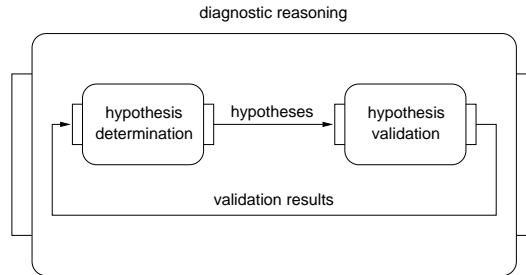 diagnostic reasoning
hypothesis
determination
hypotheses
hypothesis
validation
validation results